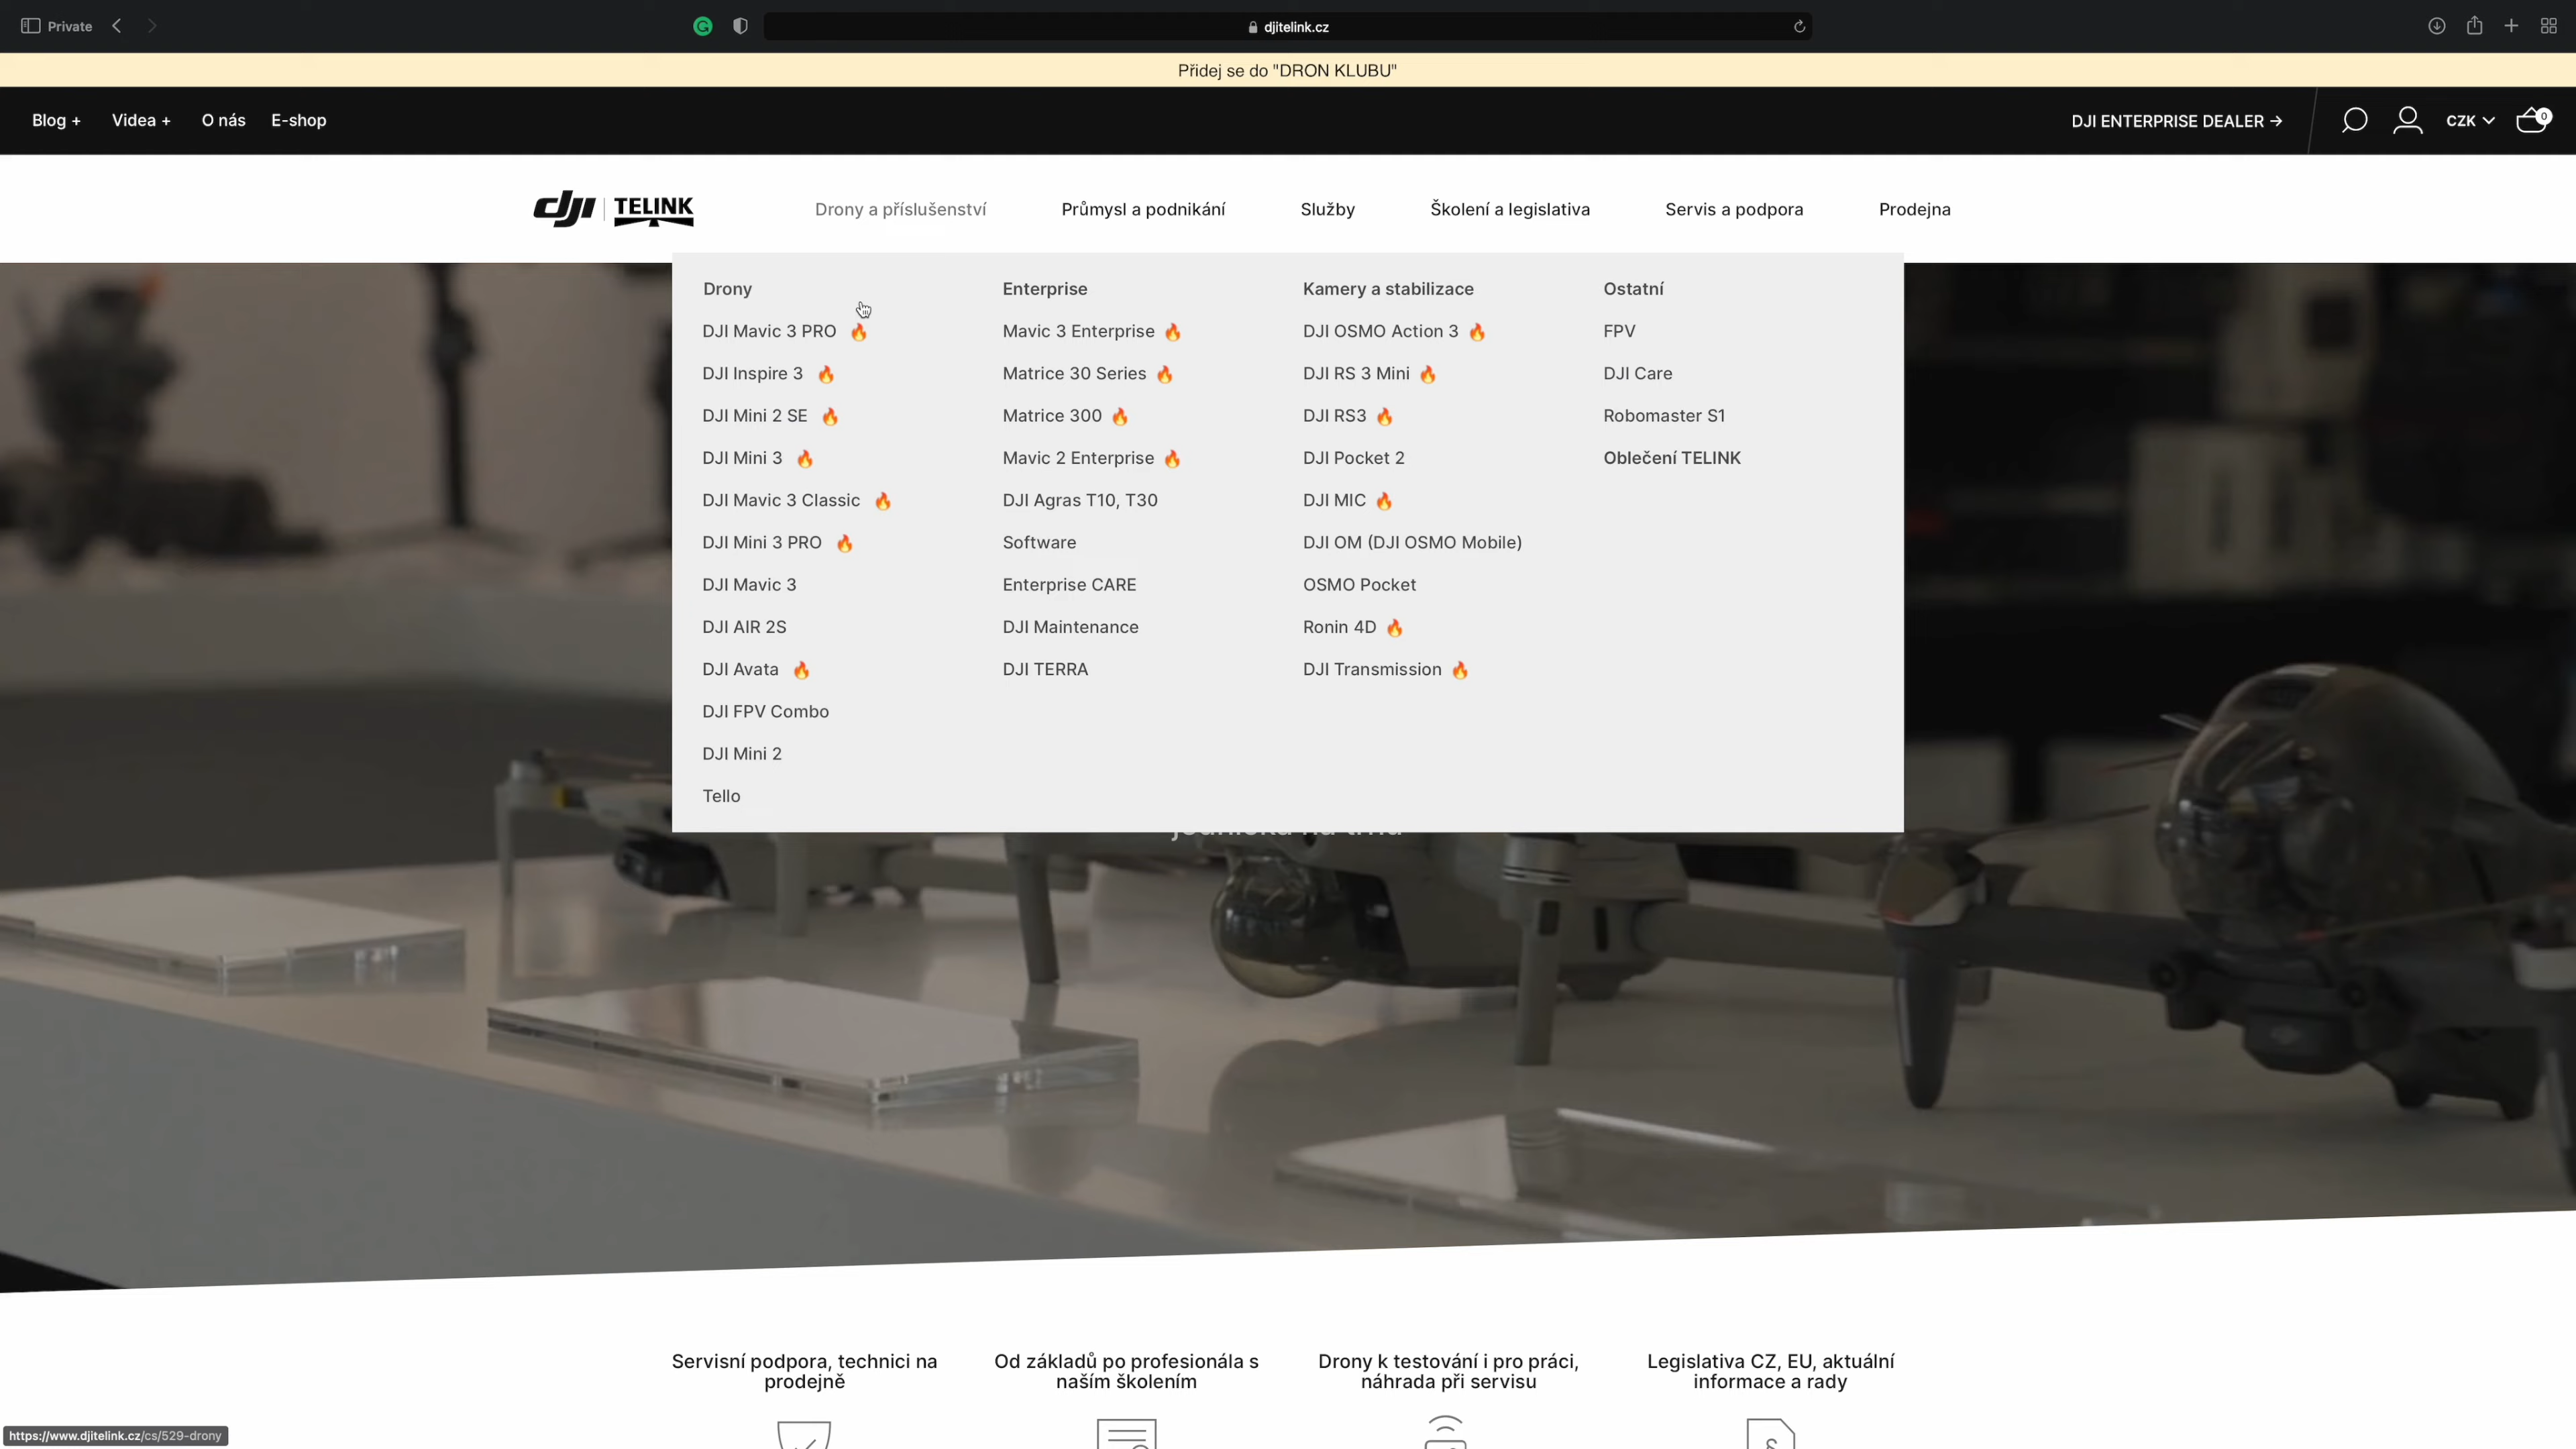 Private
djitelink.cz
Přidej se do "DRON KLUBU"
Blog +
Videa +
O nás
E-shop
DJI ENTERPRISE DEALER →
CZK
0
dji TELINK
Drony a příslušenství
Průmysl a podnikání
Služby
Školení a legislativa
Servis a podpora
Prodejna
Drony
DJI Mavic 3 PRO 🔥
DJI Inspire 3 🔥
DJI Mini 2 SE 🔥
DJI Mini 3 🔥
DJI Mavic 3 Classic 🔥
DJI Mini 3 PRO 🔥
DJI Mavic 3
DJI AIR 2S
DJI Avata 🔥
DJI FPV Combo
DJI Mini 2
Tello
Enterprise
Mavic 3 Enterprise 🔥
Matrice 30 Series 🔥
Matrice 300 🔥
Mavic 2 Enterprise 🔥
DJI Agras T10, T30
Software
Enterprise CARE
DJI Maintenance
DJI TERRA
Kamery a stabilizace
DJI OSMO Action 3 🔥
DJI RS 3 Mini 🔥
DJI RS3 🔥
DJI Pocket 2
DJI MIC 🔥
DJI OM (DJI OSMO Mobile)
OSMO Pocket
Ronin 4D 🔥
DJI Transmission 🔥
Ostatní
FPV
DJI Care
Robomaster S1
Oblečení TELINK
Servisní podpora, technici na
prodejně
Od základů po profesionála s
naším školením
Drony k testování i pro práci,
náhrada při servisu
Legislativa CZ, EU, aktuální
informace a rady
https://www.djitelink.cz/cs/529-drony